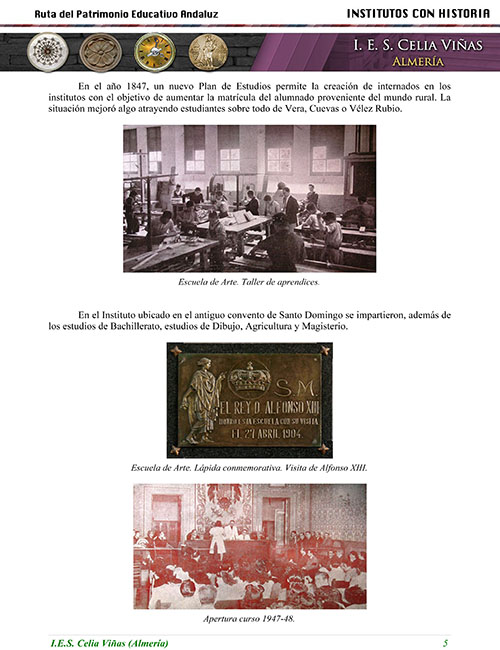 Ruta del Patrimonio Educativo Andaluz
INSTITUTOS CON HISTORIA
I. E. S. CELIA VIÑAS
ALMERÍA
En el año 1847, un nuevo Plan de Estudios permite la creación de internados en los
institutos con el objetivo de aumentar la matrícula del alumnado proveniente del mundo rural. La
situación mejoró algo atrayendo estudiantes sobre todo de Vera, Cuevas o Vélez Rubio.
Escuela de Arte. Taller de aprendices.
En el Instituto ubicado en el antiguo convento de Santo Domingo se impartieron, además de
los estudios de Bachillerato, estudios de Dibujo, Agricultura y Magisterio.
S.M.
EL REY D. ALFONSO XIII
HONRO ESTA ESCUELA CON SU VISITA
EL 27 ABRIL 1904.
Escuela de Arte. Lápida conmemorativa. Visita de Alfonso XIII.
Apertura curso 1947-48.
I.E.S. Celia Viñas (Almería)
5